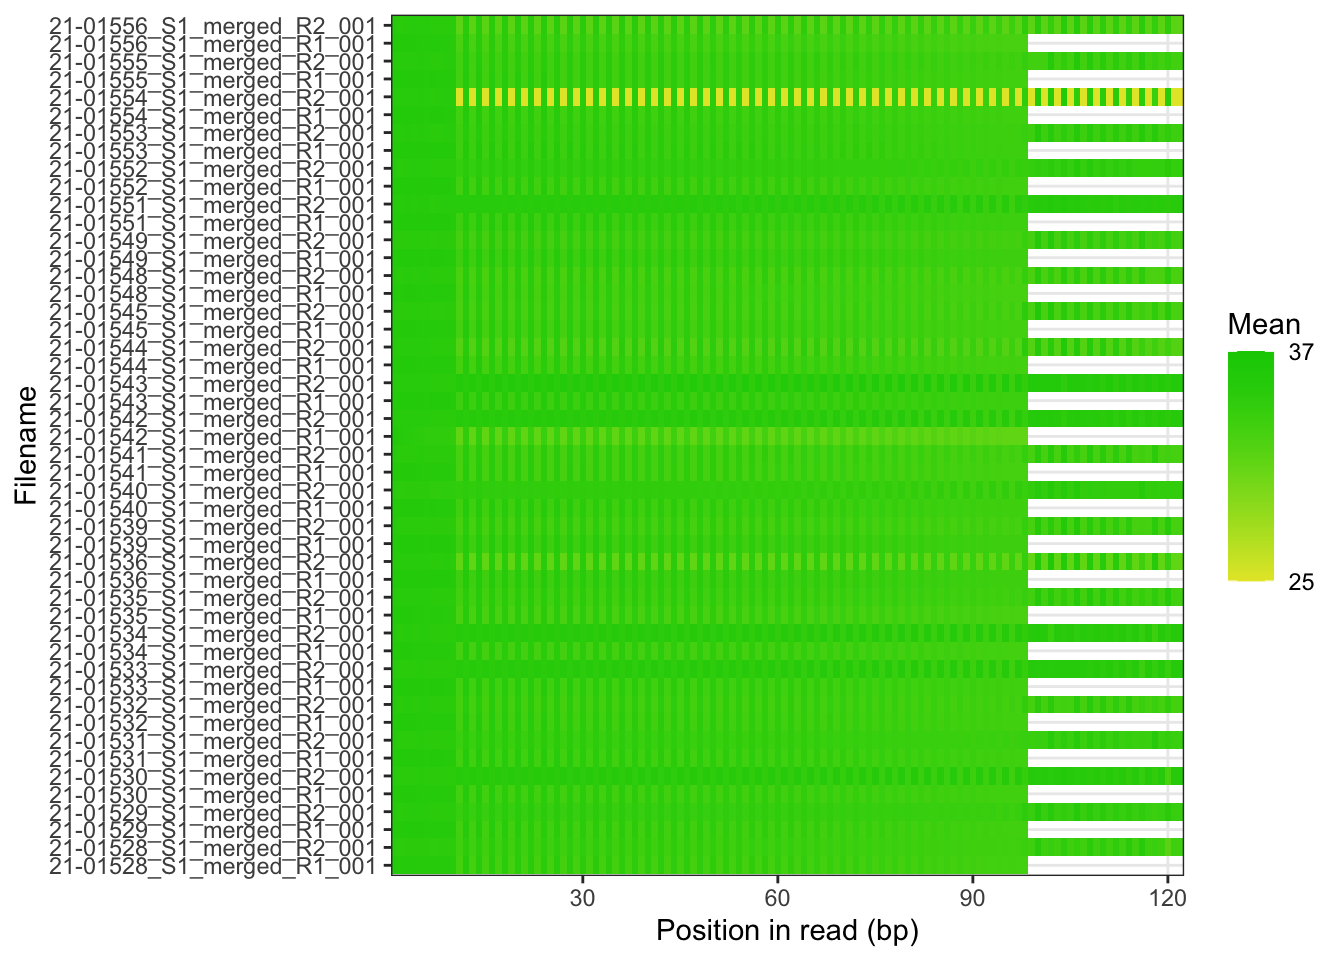 21-01556_S1_merged_R2_001
21-01556_S1_merged_R1_001
21-01555_S1_merged_R2_001
21-01555_S1_merged_R1_001
21-01554_S1_merged_R2_001
21-01554_S1_merged_R1_001
21-01553_S1_merged_R2_001
21-01553_S1_merged_R1_001
21-01552_S1_merged_R2_001
21-01552_S1_merged_R1_001
21-01551_S1_merged_R2_001
21-01551_S1_merged_R1_001
21-01549_S1_merged_R2_001
21-01549_S1_merged_R1_001
21-01548_S1_merged_R2_001
21-01548_S1_merged_R1_001
21-01545_S1_merged_R2_001
21-01545_S1_merged_R1_001
21-01544_S1_merged_R2_001
21-01544_S1_merged_R1_001
21-01543_S1_merged_R2_001
21-01543_S1_merged_R1_001
21-01542_S1_merged_R2_001
21-01542_S1_merged_R1_001
21-01541_S1_merged_R2_001
21-01541_S1_merged_R1_001
21-01540_S1_merged_R2_001
21-01540_S1_merged_R1_001
21-01539_S1_merged_R2_001
21-01539_S1_merged_R1_001
21-01536_S1_merged_R2_001
21-01536_S1_merged_R1_001
21-01535_S1_merged_R2_001
21-01535_S1_merged_R1_001
21-01534_S1_merged_R2_001
21-01534_S1_merged_R1_001
21-01533_S1_merged_R2_001
21-01533_S1_merged_R1_001
21-01532_S1_merged_R2_001
21-01532_S1_merged_R1_001
21-01531_S1_merged_R2_001
21-01531_S1_merged_R1_001
21-01530_S1_merged_R2_001
21-01530_S1_merged_R1_001
21-01529_S1_merged_R2_001
21-01529_S1_merged_R1_001
21-01528_S1_merged_R2_001
21-01528_S1_merged_R1_001
Filename
30 60 90 120
Position in read (bp)
Mean
37
25